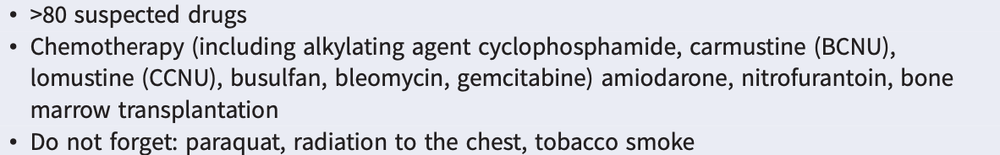 • >80 suspected drugs
• Chemotherapy (including alkylating agent cyclophosphamide, carmustine (BCNU),
lomustine (CCNU), busulfan, bleomycin, gemcitabine) amiodarone, nitrofurantoin, bone
marrow transplantation
• Do not forget: paraquat, radiation to the chest, tobacco smoke